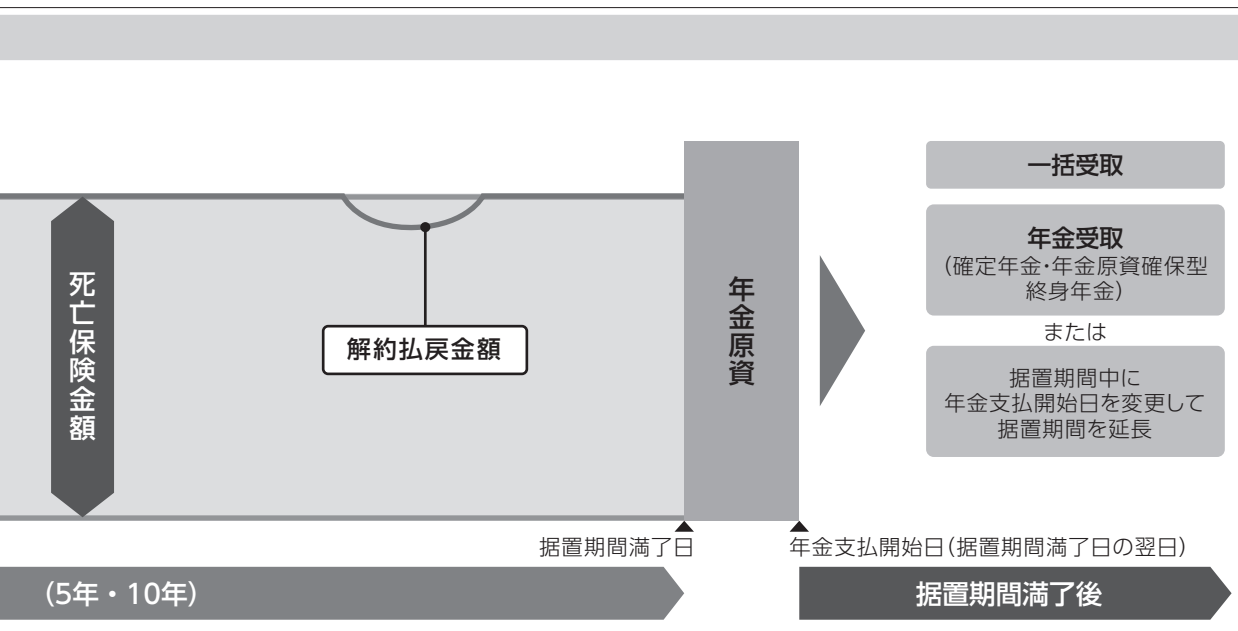 死亡保険金額
解約払戻金額
年金原資
一括受取
年金受取
(確定年金・年金原資確保型
終身年金)
または
据置期間中に
年金支払開始日を変更して
据置期間を延長
据置期間満了日
年金支払開始日(据置期間満了日の翌日)
(5年・10年)
据置期間満了後